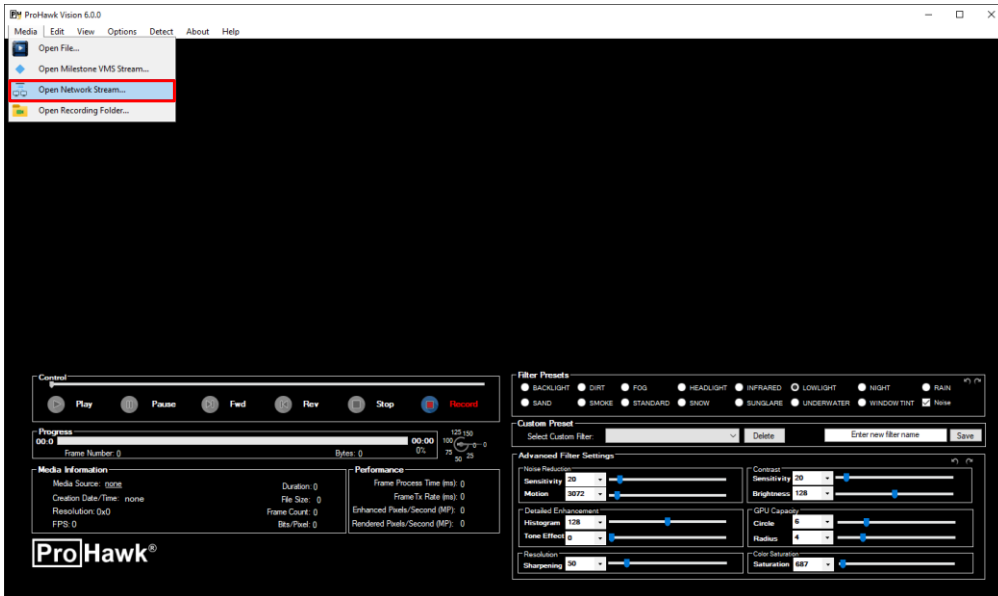 ProHawk Vision 6.0.0
Media Edit View Options Detect About Help
Open File...
Open Milestone VMS Stream...
Open Network Stream...
Open Recording Folder...
Control
Play Pause Fwd Rev Stop Record
Progress
00:0 00:00
Frame Number: 0 Bytes: 0 0%
125 150
100 0 0
75 25
50
Media Information
Media Source: none Duration: 0
Creation Date/Time: none File Size: 0
Resolution: 0x0 Frame Count: 0
FPS: 0 Bits/Pixel: 0
Performance
Frame Process Time (ms): 0
Frame Tx Rate (ms): 0
Enhanced Pixels/Second (MP): 0
Rendered Pixels/Second (MP): 0
ProHawk®
Filter Presets
BACKLIGHT DIRT FOG HEADLIGHT INFRARED LOWLIGHT NIGHT RAIN
SAND SMOKE STANDARD SNOW SUNGLARE UNDERWATER WINDOW TINT Noise
Custom Preset
Select Custom Filter: Delete Enter new filter name Save
Advanced Filter Settings
Noise Reduction
Sensitivity 20
Motion 3072
Contrast
Sensitivity 20
Brightness 128
Detailed Enhancement
Histogram 128
Tone Effect 0
GPU Capacity
Circle 6
Radius 4
Resolution
Sharpening 50
Color Saturation
Saturation 687